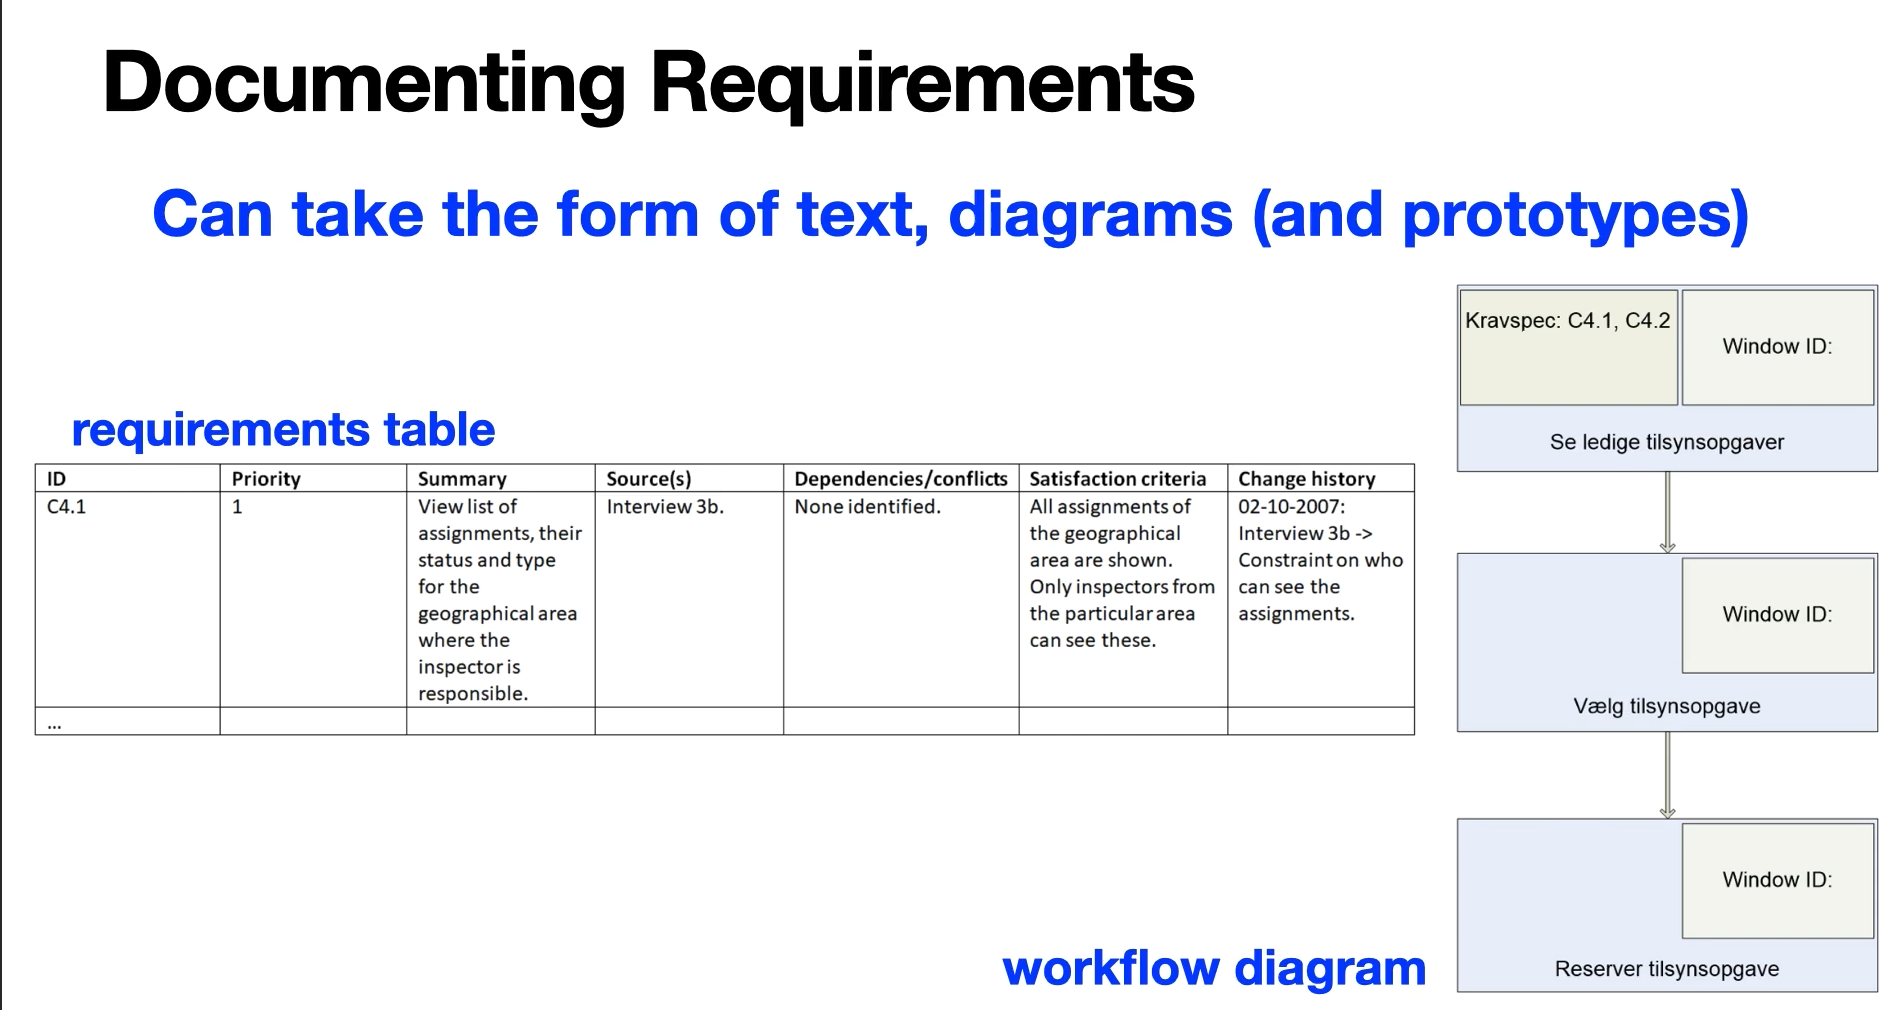 Documenting Requirements
Can take the form of text, diagrams (and prototypes)
requirements table
ID Priority Summary Source(s) Dependencies/conflicts Satisfaction criteria Change history
C4.1 1 View list of Interview 3b. None identified. All assignments of 02-10-2007:
assignments, their the geographical Interview 3b ->
status and type area are shown. Constraint on who
for the Only inspectors from can see the
geographical area the particular area assignments.
where the can see these.
inspector is
responsible.
...
Kravspec: C4.1, C4.2
Window ID:
Se ledige tilsynsopgaver
Window ID:
Vælg tilsynsopgave
Window ID:
Reserver tilsynsopgave
workflow diagram